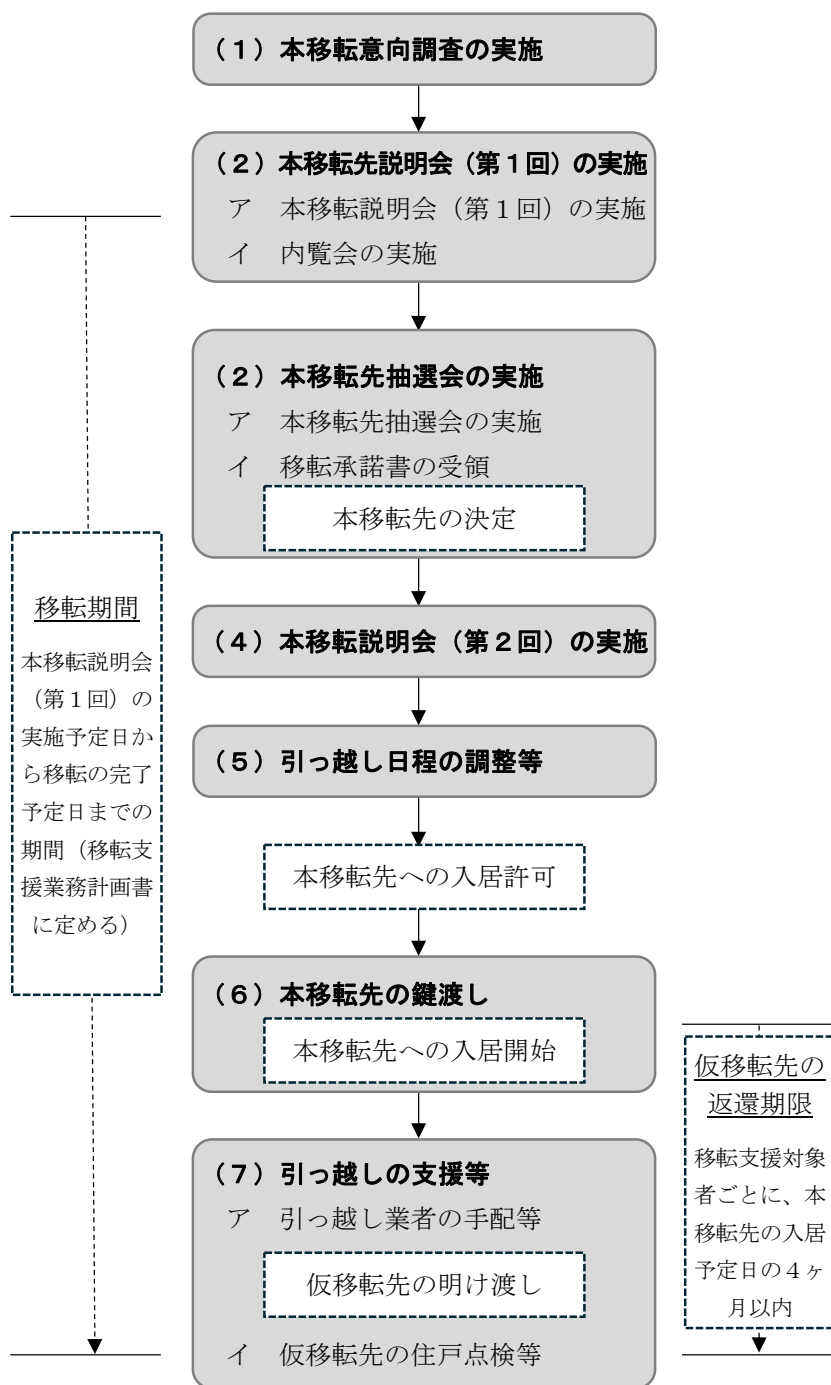 （１）本移転意向調査の実施
（２）本移転先説明会（第１回）の実施
ア　本移転説明会（第１回）の実施
イ　内覧会の実施
（２）本移転先抽選会の実施
ア　本移転先抽選会の実施
イ　移転承諾書の受領
本移転先の決定
（４）本移転説明会（第２回）の実施
（５）引っ越し日程の調整等
本移転先への入居許可
（６）本移転先の鍵渡し
本移転先への入居開始
（７）引っ越しの支援等
ア　引っ越し業者の手配等
仮移転先の明け渡し
イ　仮移転先の住戸点検等
移転期間
本移転説明会
（第１回）の
実施予定日か
ら移転の完了
予定日までの
期間（移転支
援業務計画書
に定める）
仮移転先の
返還期限
移転支援対象
者ごとに、本
移転先の入居
予定日の４ヶ
月以内